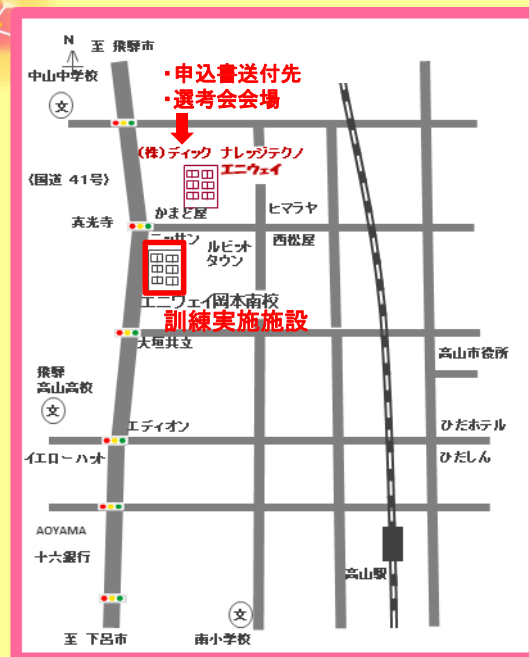 N
至 飛騨市
中山中学校
文
・申込書送付先
・選考会会場
(株)ディック ナレッジテクノ
エニウェイ
《国道 41号》
かまど屋
ヒマラヤ
真光寺
ニッサン
ルビット
タウン
西松屋
エニウェイ岡本南校
訓練実施施設
大垣共立
高山市役所
飛騨
高山高校
文
エディオン
ひだホテル
イエローハット
ひだしん
AOYAMA
十六銀行
高山駅
文
至 下呂市
南小学校